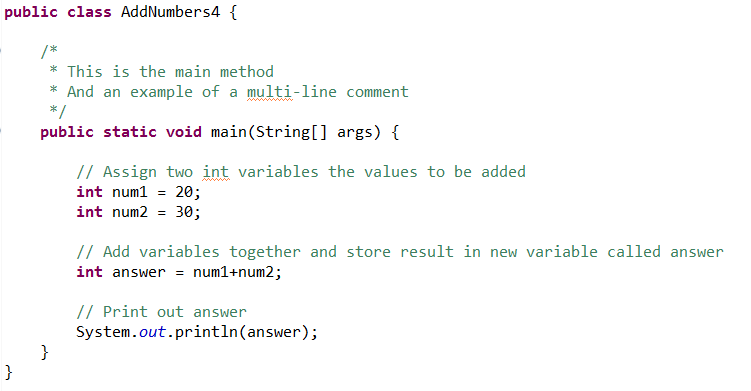 public class AddNumbers4 {
/*
* This is the main method
* And an example of a multi-line comment
*/
public static void main(String[] args) {
// Assign two int variables the values to be added
int num1 = 20;
int num2 = 30;
// Add variables together and store result in new variable called answer
int answer = num1+num2;
// Print out answer
System.out.println(answer);
}
}